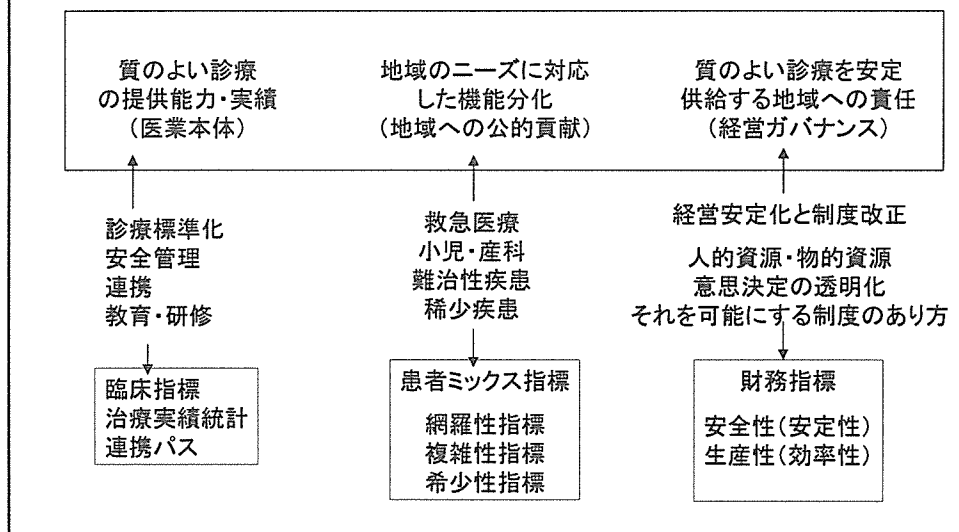 質のよい診療
の提供能力・実績
(医業本体)
地域のニーズに対応
した機能分化
(地域への公的貢献)
質のよい診療を安定
供給する地域への責任
(経営ガバナンス)
診療標準化
安全管理
連携
教育・研修
救急医療
小児・産科
難治性疾患
稀少疾患
経営安定化と制度改正
人的資源・物的資源
意思決定の透明化
それを可能にする制度のあり方
臨床指標
治療実績統計
連携パス
患者ミックス指標
網羅性指標
複雑性指標
希少性指標
財務指標
安全性(安定性)
生産性(効率性)